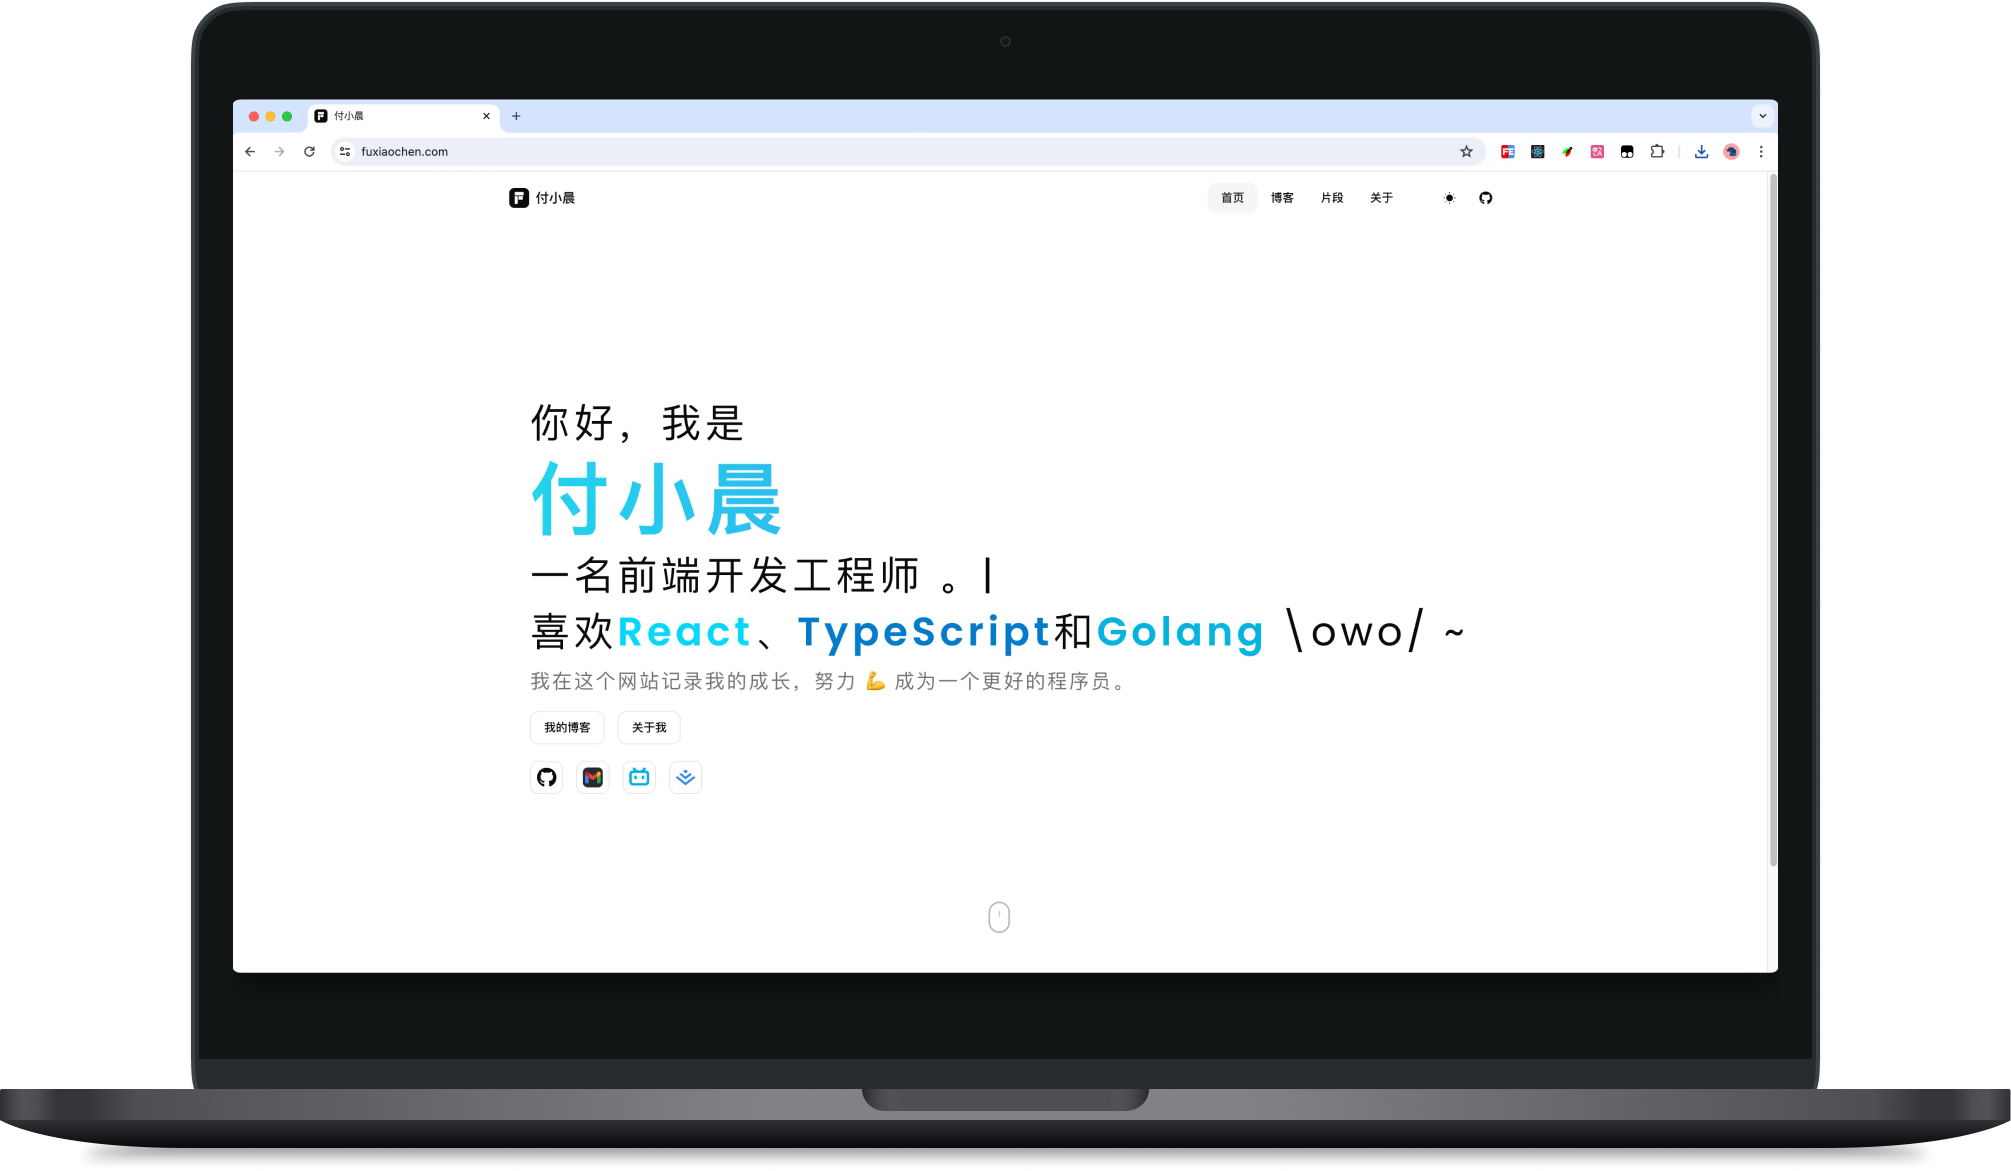 付小晨
fuxiaochen.com
付小晨 首页 博客 片段 关于
你好，我是
付小晨
一名前端开发工程师 。|
喜欢React、TypeScript和Golang \owo/ ~
我在这个网站记录我的成长，努力 💪 成为一个更好的程序员。
我的博客 关于我